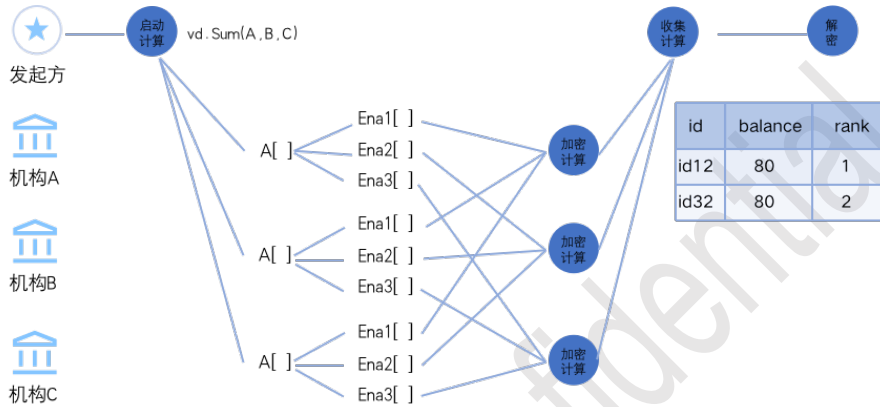 启动
计算
vd.Sum(A,B,C)
收集
计算
解
密
发起方
机构A
机构B
机构C
A[ ]
Ena1[ ]
Ena2[ ]
Ena3[ ]
A[ ]
Ena1[ ]
Ena2[ ]
Ena3[ ]
A[ ]
Ena1[ ]
Ena2[ ]
Ena3[ ]
加密
计算
加密
计算
加密
计算
id balance rank
id12 80 1
id32 80 2
fidential